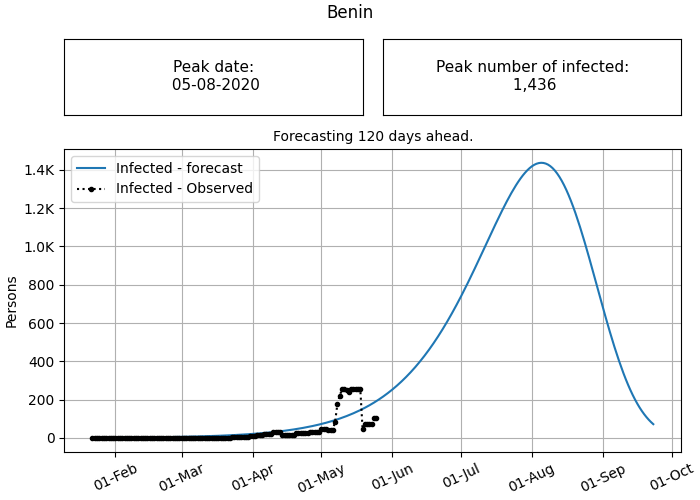 Benin
Peak date:
05-08-2020
Peak number of infected:
1,436
Forecasting 120 days ahead.
Infected - forecast
Infected - Observed
Persons
1.4K
1.2K
1.0K
800
600
400
200
0
01-Feb
01-Mar
01-Apr
01-May
01-Jun
01-Jul
01-Aug
01-Sep
01-Oct